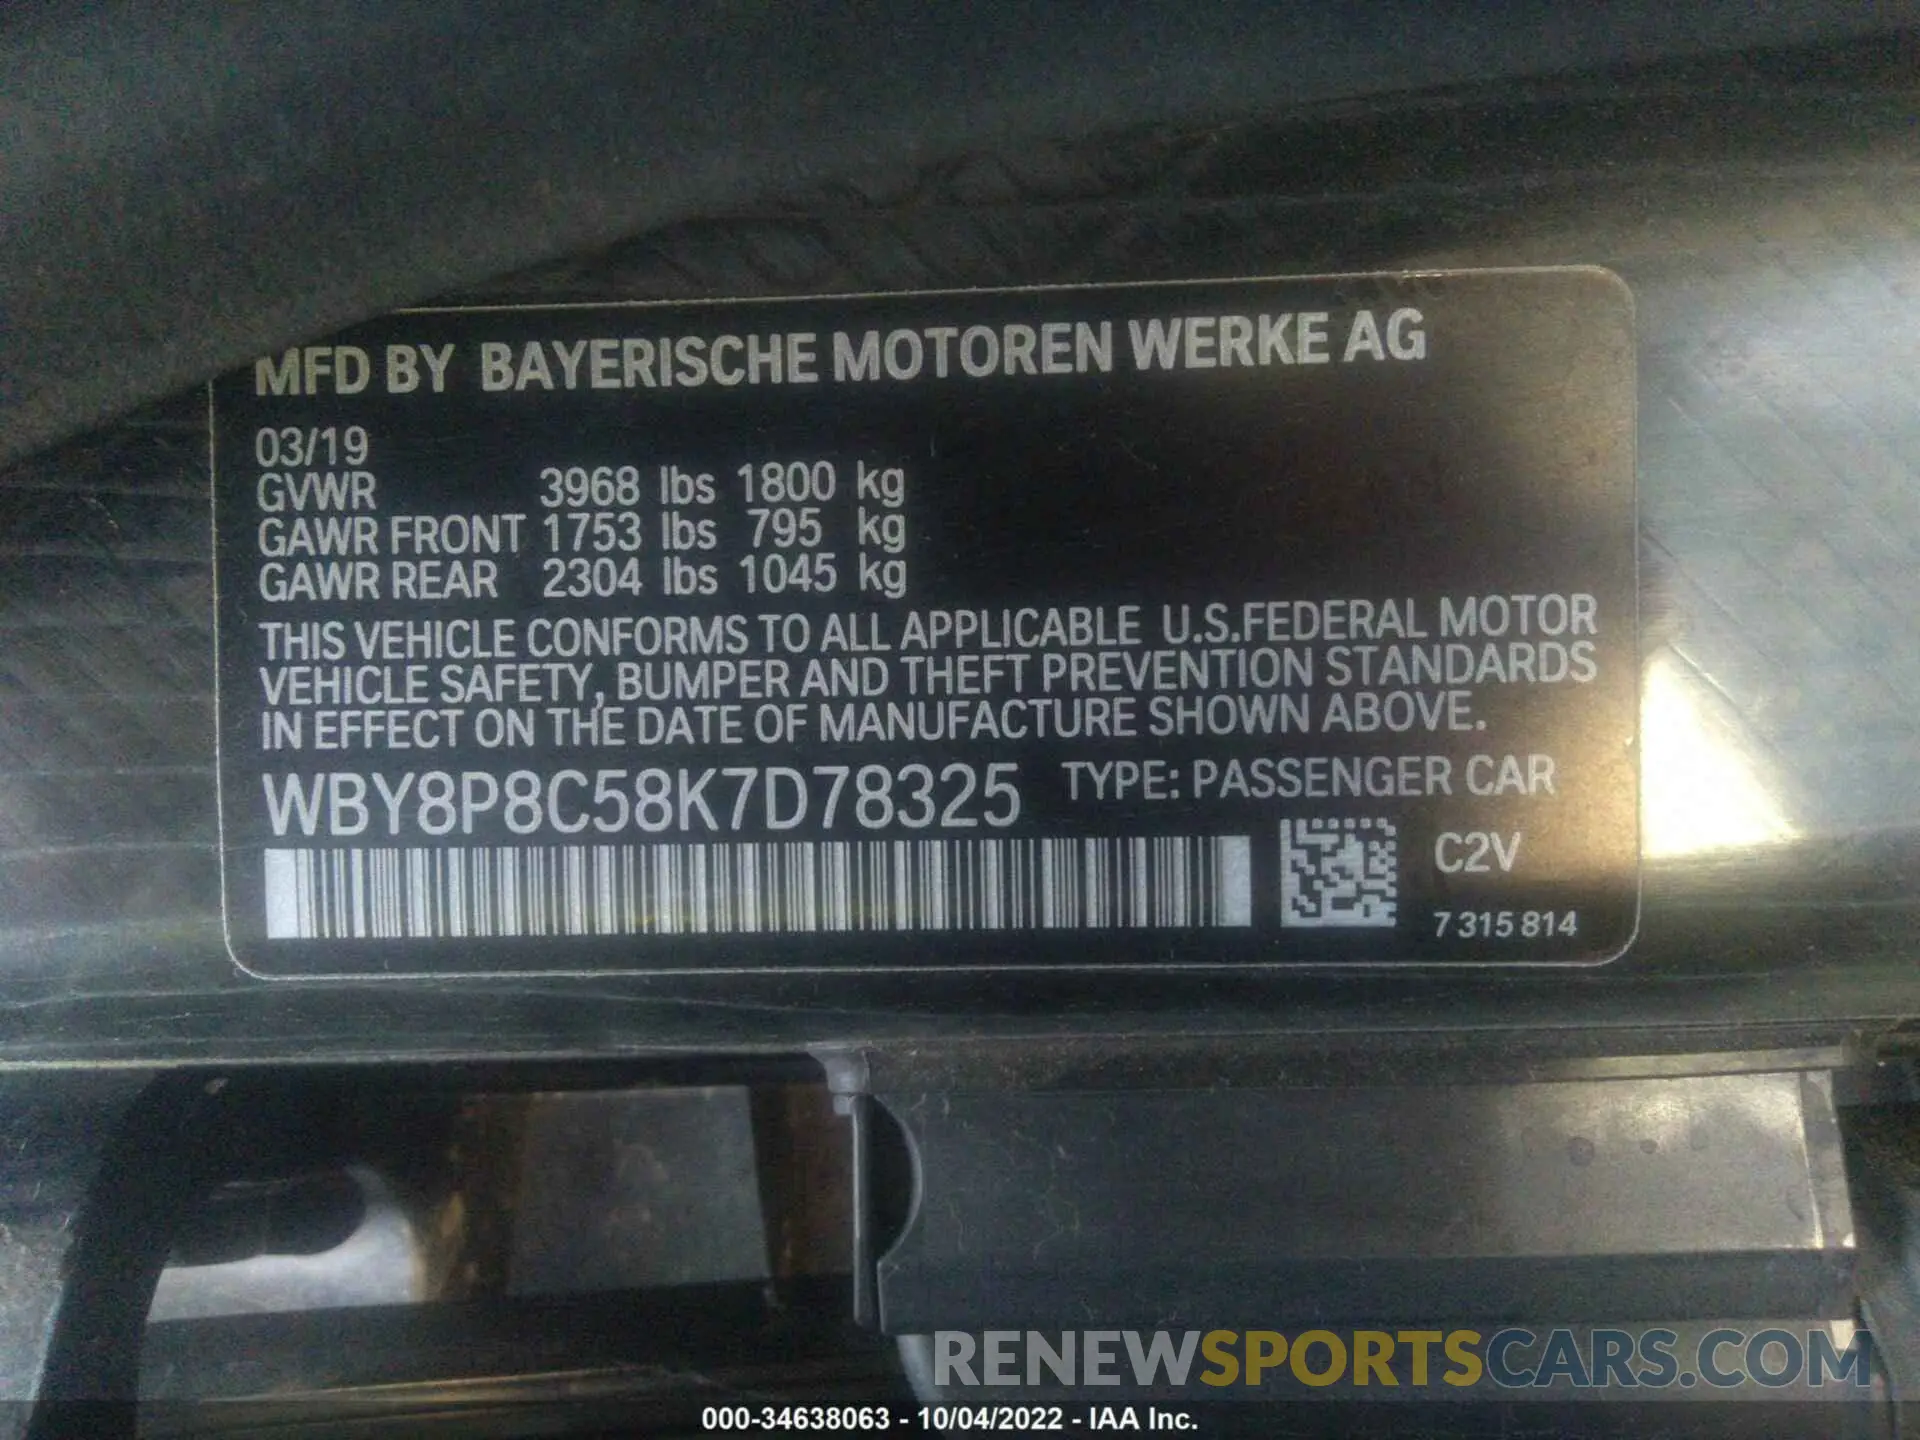 MFD BY BAYERISCHE MOTOREN WERKE AG
03/19
GVWR 3968 lbs 1800 kg
GAWR FRONT 1753 lbs 795 kg
GAWR REAR 2304 lbs 1045 kg
THIS VEHICLE CONFORMS TO ALL APPLICABLE U.S.FEDERAL MOTOR
VEHICLE SAFETY, BUMPER AND THEFT PREVENTION STANDARDS
IN EFFECT ON THE DATE OF MANUFACTURE SHOWN ABOVE.
WBY8P8C58K7D78325 TYPE: PASSENGER CAR
C2V
7 315 814
RENEWSPORTSCARS.COM
000-34638063 - 10/04/2022 - IAA Inc.